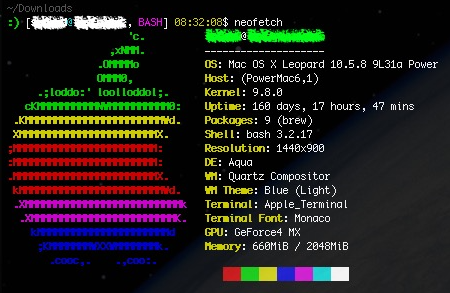 ~/Downloads
:) [ @ , BASH] 08:32:08$ neofetch
'c.
,xNMM.
.OMMMMo
OMMM0,
.;loddo:' loolloddol;.
cKMMMMMMMMMMNWMMMMMMMMMM0:
.KMMMMMMMMMMMMMMMMMMMMMMMWd.
XMMMMMMMMMMMMMMMMMMMMMMMX.
;MMMMMMMMMMMMMMMMMMMMMMMM:
:MMMMMMMMMMMMMMMMMMMMMMMM:
.MMMMMMMMMMMMMMMMMMMMMMMMX.
kMMMMMMMMMMMMMMMMMMMMMMMMWd.
.XMMMMMMMMMMMMMMMMMMMMMMMMMMk
.XMMMMMMMMMMMMMMMMMMMMMMMMK.
kMMMMMMMMMMMMMMMMMMMMMMd
;KMMMMMMMWXXWMMMMMMMk.
.cooc,. .,coo:.
@
--------------------
OS: Mac OS X Leopard 10.5.8 9L31a Power
Host: (PowerMac6,1)
Kernel: 9.8.0
Uptime: 160 days, 17 hours, 47 mins
Packages: 9 (brew)
Shell: bash 3.2.17
Resolution: 1440x900
DE: Aqua
WM: Quartz Compositor
WM Theme: Blue (Light)
Terminal: Apple_Terminal
Terminal Font: Monaco
GPU: GeForce4 MX
Memory: 660MiB / 2048MiB